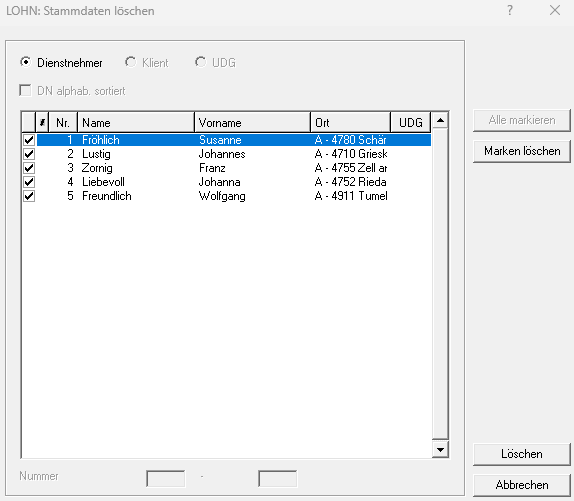 LOHN: Stammdaten löschen ? ×
Dienstnehmer Klient UDG
DN alphab. sortiert
# Nr. Name Vorname Ort UDG
1 Fröhlich Susanne A - 4780 Schär
2 Lustig Johannes A - 4710 Griesk
3 Zornig Franz A - 4755 Zell ar
4 Liebevoll Johanna A - 4752 Rieda
5 Freundlich Wolfgang A - 4911 Tumel
Alle markieren
Marken löschen
Nummer -
Löschen
Abbrechen